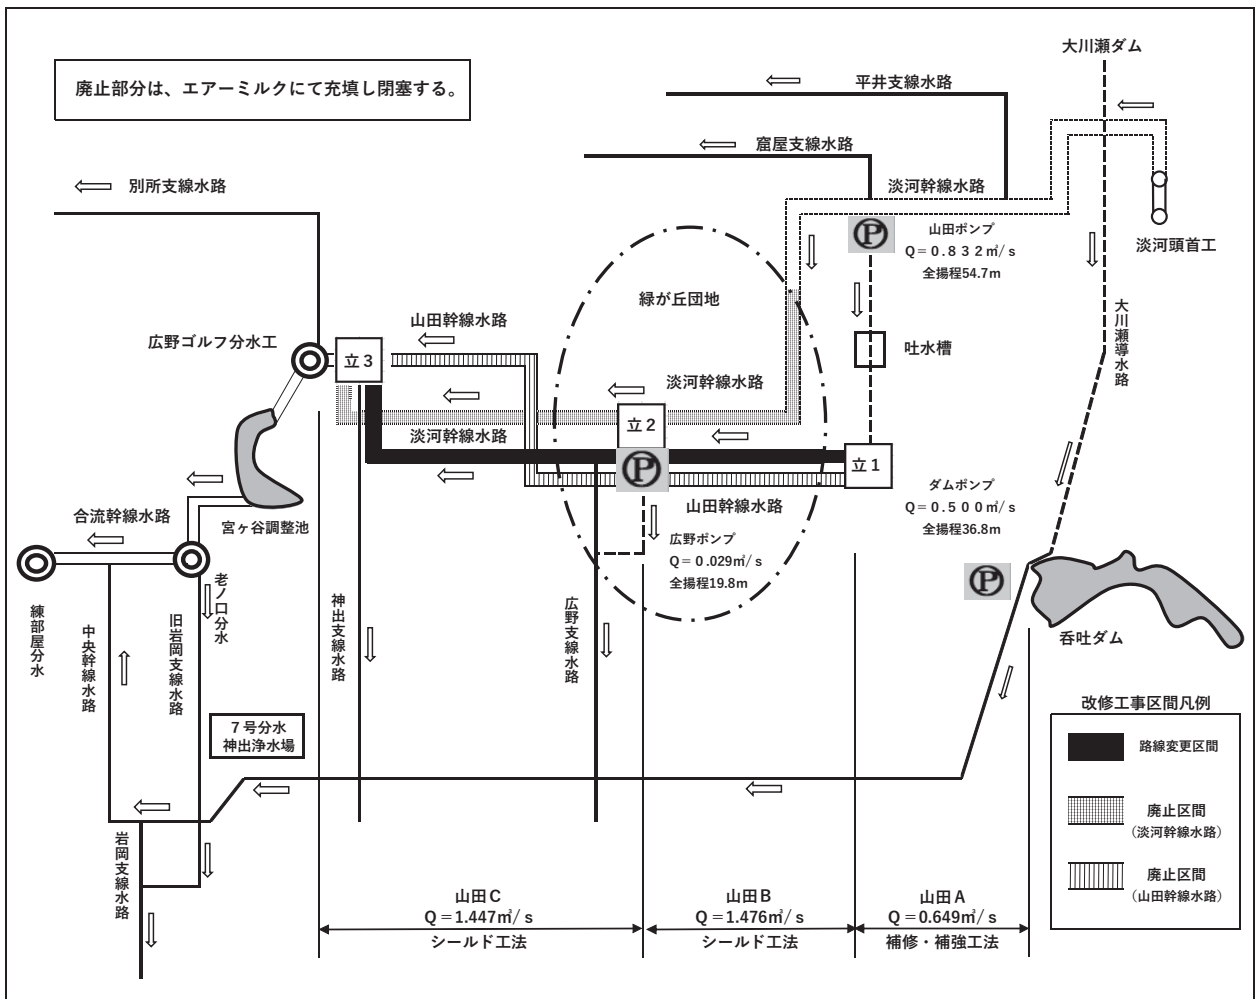 大川瀬ダム
廃止部分は、エアーミルクにて充填し閉塞する。
平井支線水路
窟屋支線水路
別所支線水路
淡河幹線水路
淡河頭首工
P
山田ポンプ
Q＝0.８３２㎥/ｓ
全揚程54.7m
緑が丘団地
大川瀬導水路
山田幹線水路
広野ゴルフ分水工
立３
吐水槽
淡河幹線水路
立２
淡河幹線水路
P
立１
ダムポンプ
Q＝0.５００㎥/ｓ
全揚程36.8m
山田幹線水路
合流幹線水路
宮ヶ谷調整池
広野ポンプ
Q＝0.029㎥/ｓ
全揚程19.8m
P
老ノ口分水
練部屋分水
中央幹線水路
旧岩岡支線水路
神出支線水路
広野支線水路
呑吐ダム
７号分水
神出浄水場
岩岡支線水路
改修工事区間凡例
路線変更区間
廃止区間
（淡河幹線水路）
廃止区間
（山田幹線水路）
山田Ｃ
Q＝1.447㎥/ｓ
シールド工法
山田Ｂ
Q＝1.476㎥/ｓ
シールド工法
山田Ａ
Q＝0.649㎥/ｓ
補修・補強工法